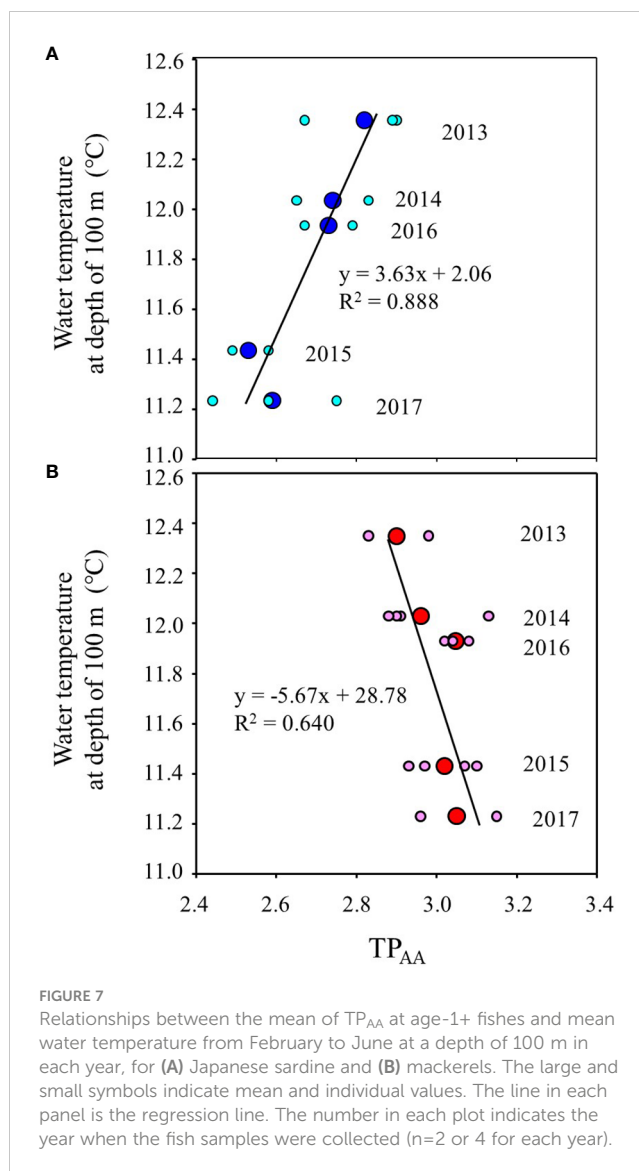 A
12.6
12.4
12.2
12.0
11.8
11.6
11.4
11.2
11.0
Water temperature
at depth of 100 m (°C)
2013
2014
2016
y = 3.63x + 2.06
R² = 0.888
2015
2017
B
12.6
12.4
12.2
12.0
11.8
11.6
11.4
11.2
11.0
Water temperature
at depth of 100 m (°C)
2013
2014
2016
y = -5.67x + 28.78
R² = 0.640
2015
2017
2.4 2.6 2.8 3.0 3.2 3.4
TP_AA
FIGURE 7
Relationships between the mean of TP_AA at age-1+ fishes and mean
water temperature from February to June at a depth of 100 m in
each year, for (A) Japanese sardine and (B) mackerels. The large and
small symbols indicate mean and individual values. The line in each
panel is the regression line. The number in each plot indicates the
year when the fish samples were collected (n=2 or 4 for each year).